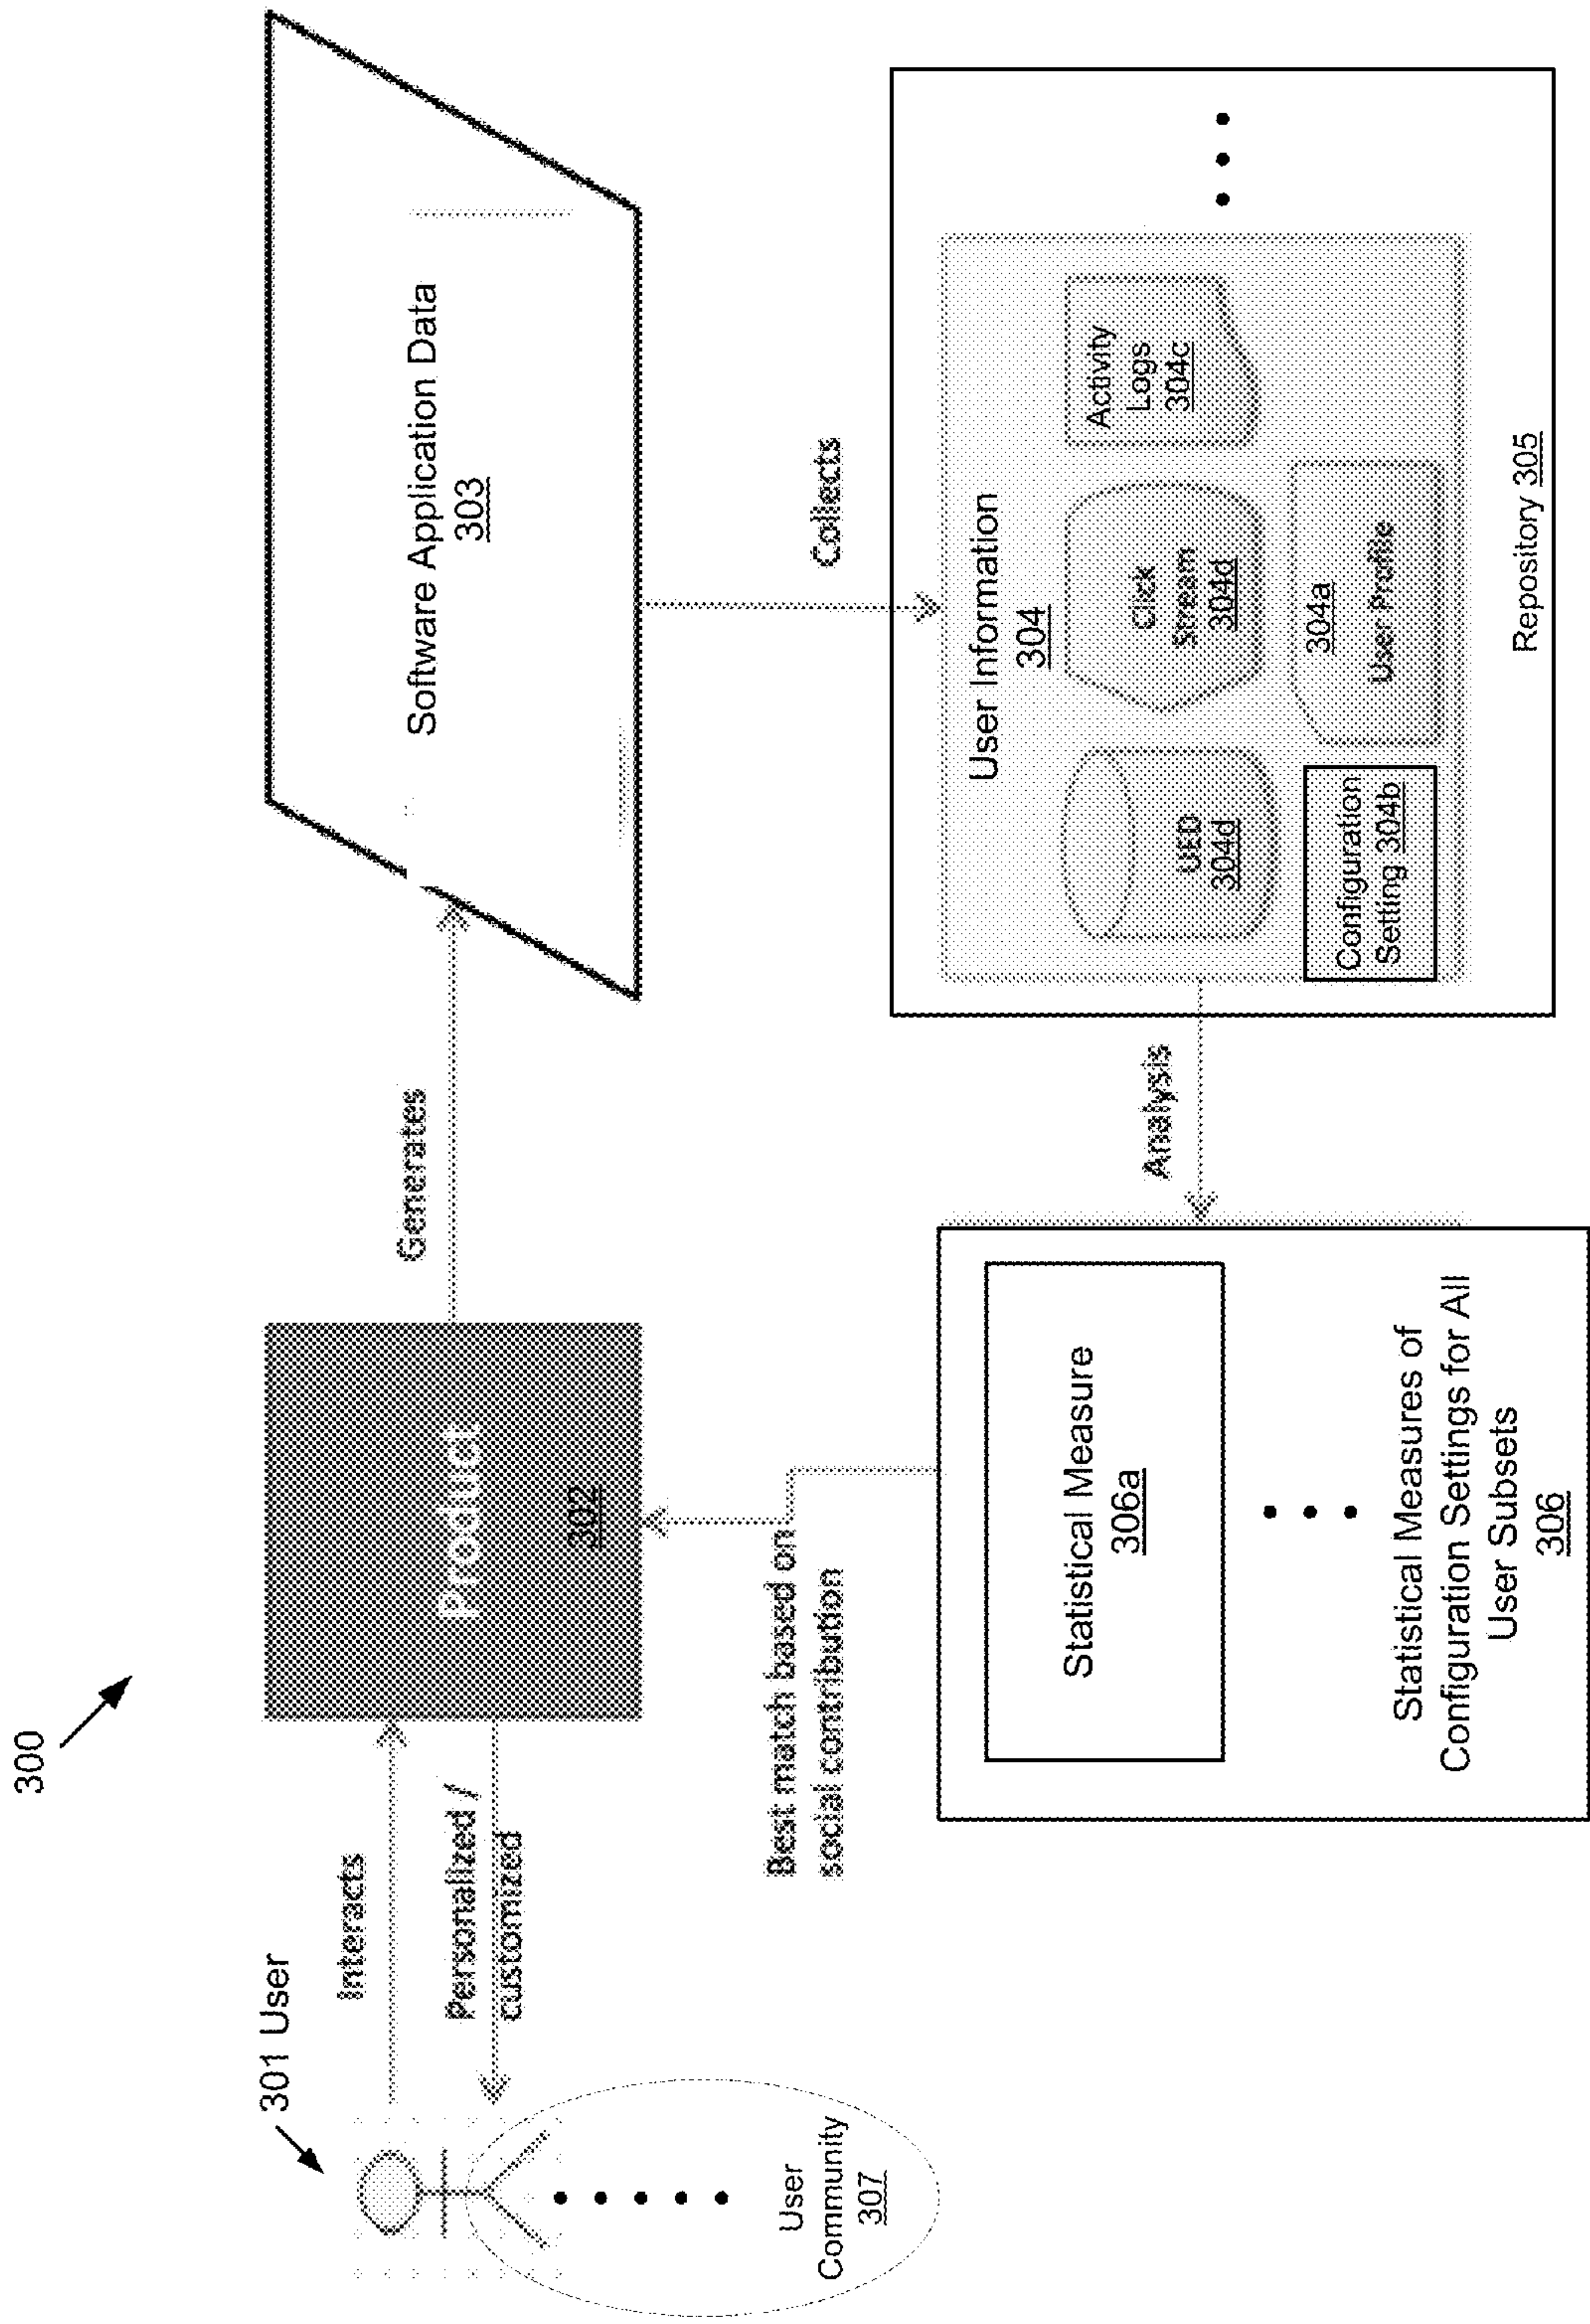 300
301 User
Interacts
Personalized /
customized
User
Community
307
Product
302
Generates
Software Application Data
303
Collects
Best match based on
social contribution
Statistical Measure
306a
Statistical Measures of
Configuration Settings for All
User Subsets
306
Analysis
User Information
304
UED
304d
Click
Stream
304d
Activity
Logs
304c
Configuration
Setting 304b
304a
User Profile
Repository 305